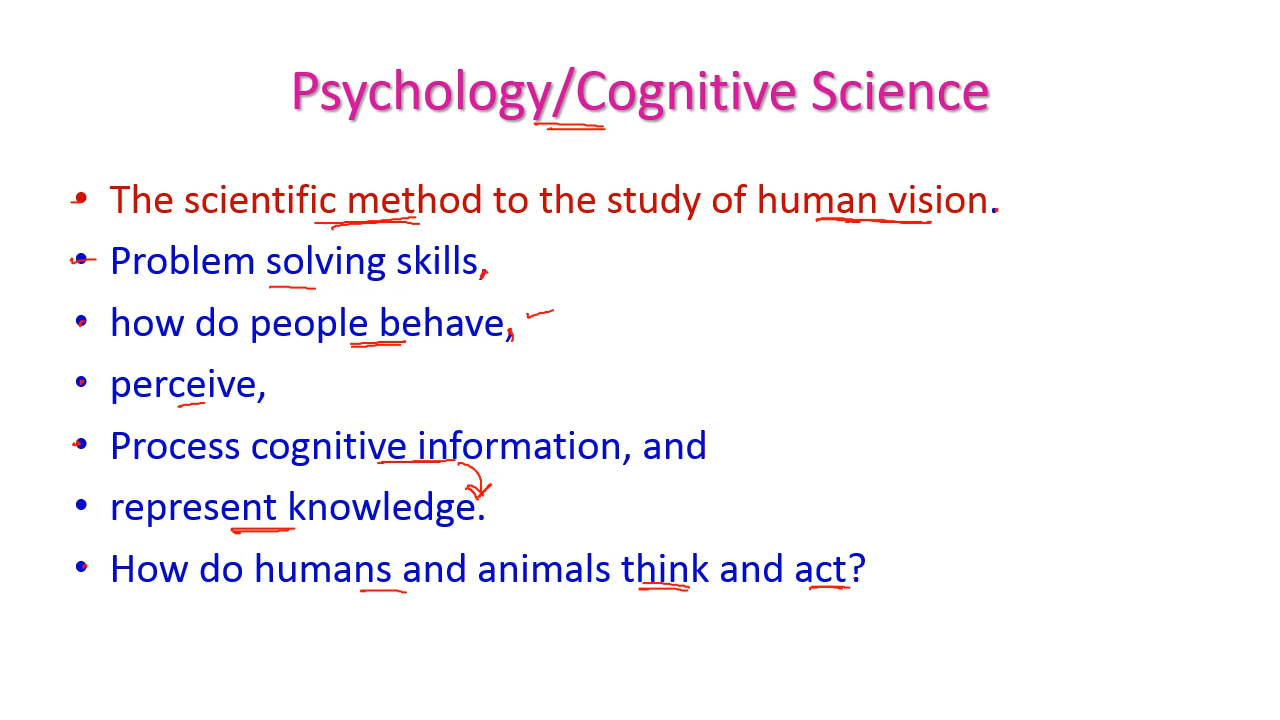 Psychology/Cognitive Science
• The scientific method to the study of human vision.
• Problem solving skills,
• how do people behave,
• perceive,
• Process cognitive information, and
• represent knowledge.
• How do humans and animals think and act?